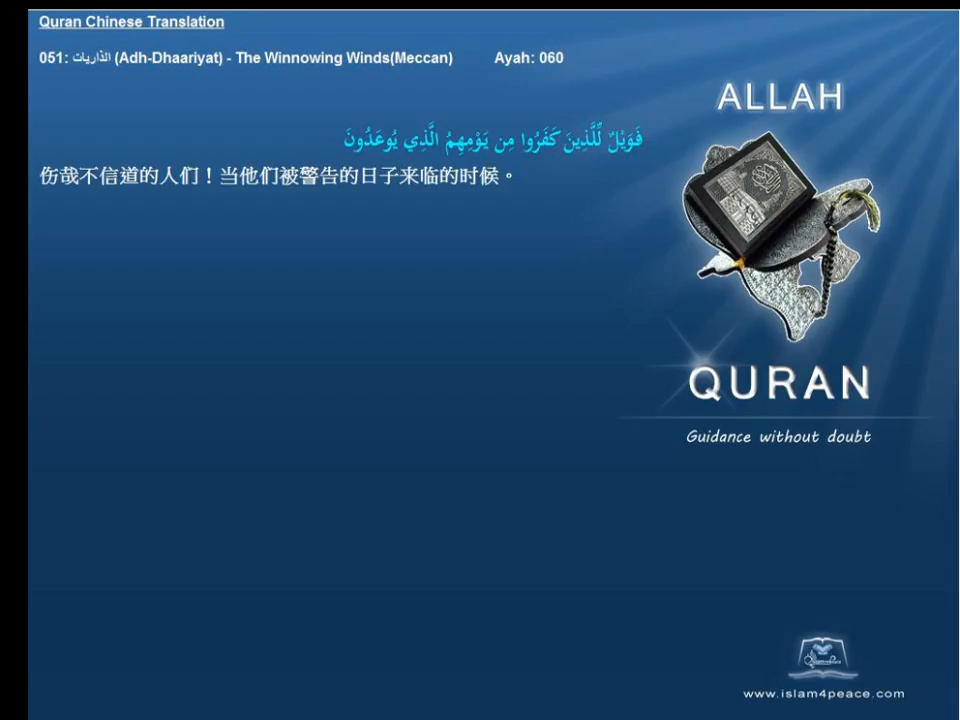 Quran Chinese Translation
051: الذاريات (Adh-Dhaariyat) - The Winnowing Winds(Meccan) Ayah: 060
ALLAH
فَوَيْلٌ لِّلَّذِينَ كَفَرُوا مِن يَوْمِهِمُ الَّذِي يُوعَدُونَ
伤哉不信道的人们！当他们被警告的日子来临的时候。
QURAN
Guidance without doubt
www.islam4peace.com